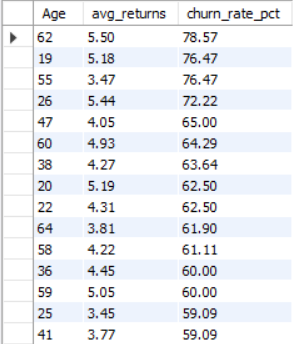 Age avg_returns churn_rate_pct
62 5.50 78.57
19 5.18 76.47
55 3.47 76.47
26 5.44 72.22
47 4.05 65.00
60 4.93 64.29
38 4.27 63.64
20 5.19 62.50
22 4.31 62.50
64 3.81 61.90
58 4.22 61.11
36 4.45 60.00
59 5.05 60.00
25 3.45 59.09
41 3.77 59.09